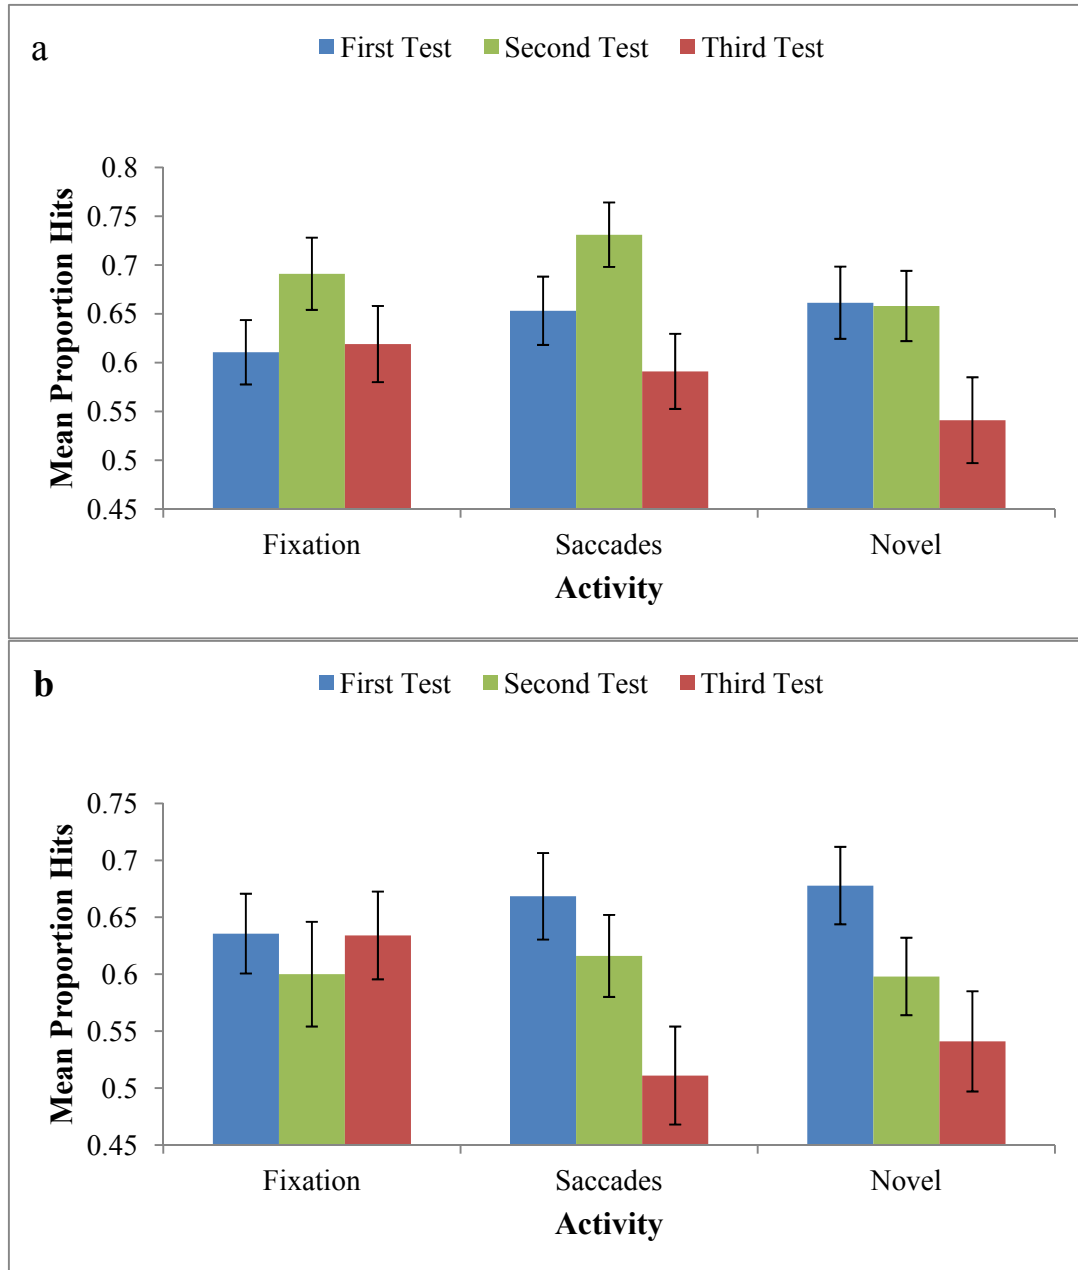 a
First Test Second Test Third Test
0.8
0.75
0.7
0.65
0.6
0.55
0.5
0.45
Mean Proportion Hits
Fixation Saccades Novel
Activity
b
First Test Second Test Third Test
0.75
0.7
0.65
0.6
0.55
0.5
0.45
Mean Proportion Hits
Fixation Saccades Novel
Activity